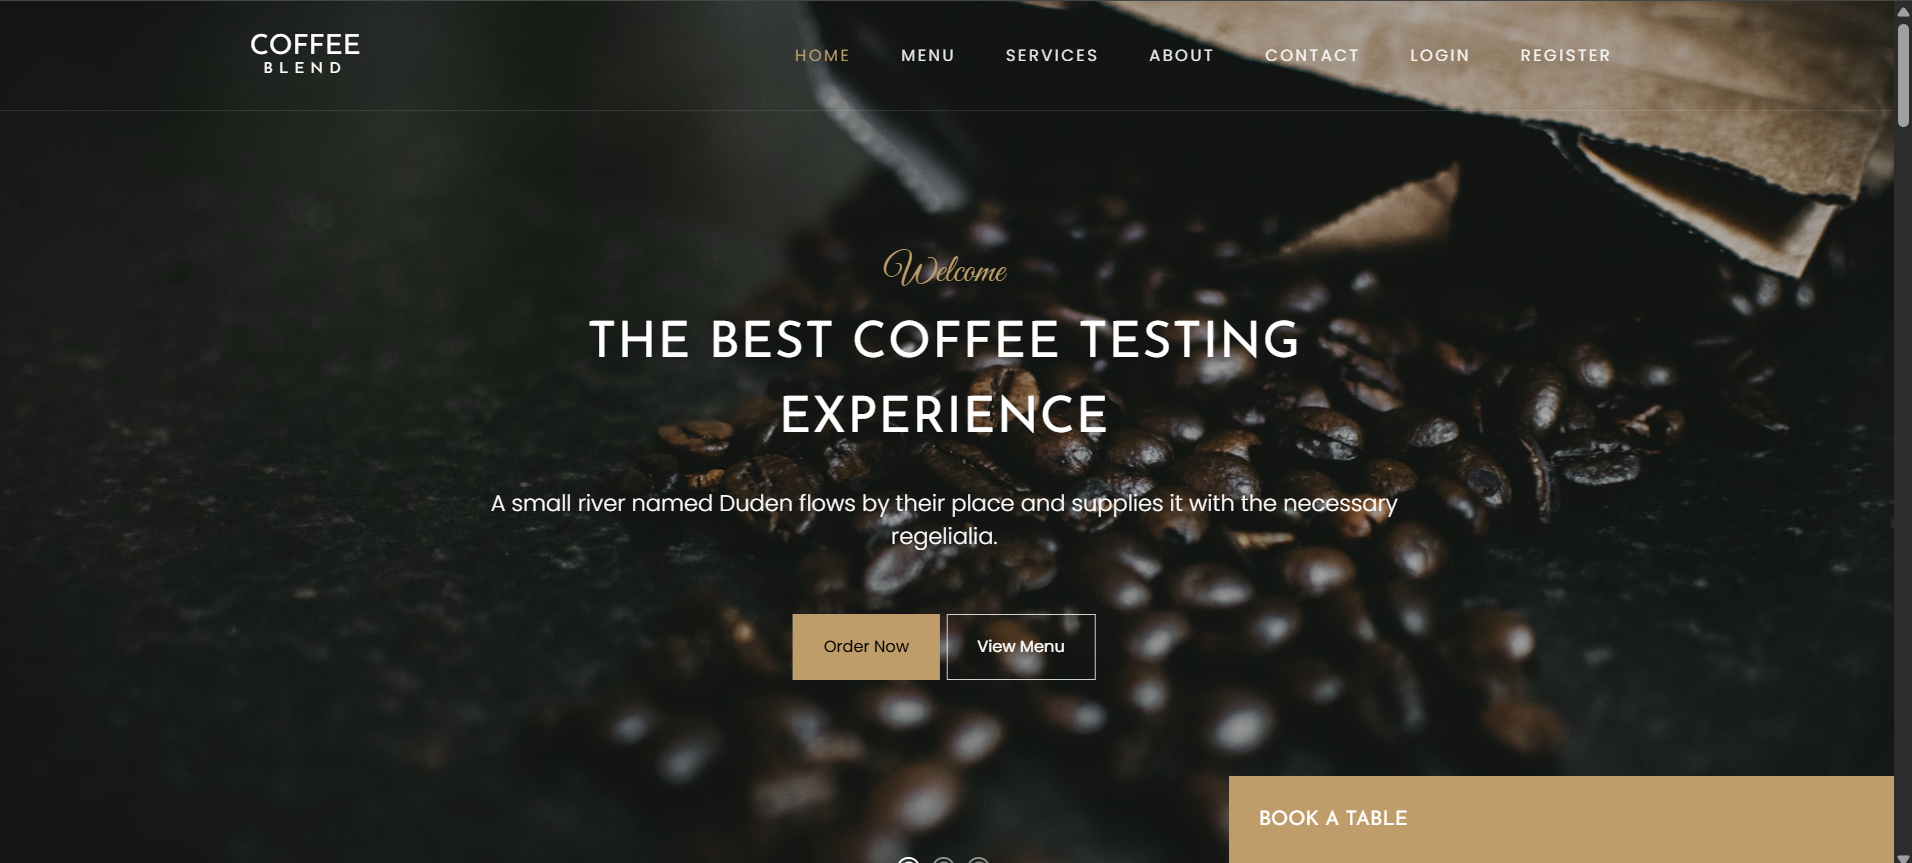 COFFEE
BLEND
HOME MENU SERVICES ABOUT CONTACT LOGIN REGISTER
Welcome
THE BEST COFFEE TESTING
EXPERIENCE
A small river named Duden flows by their place and supplies it with the necessary
regelialia.
Order Now View Menu
BOOK A TABLE